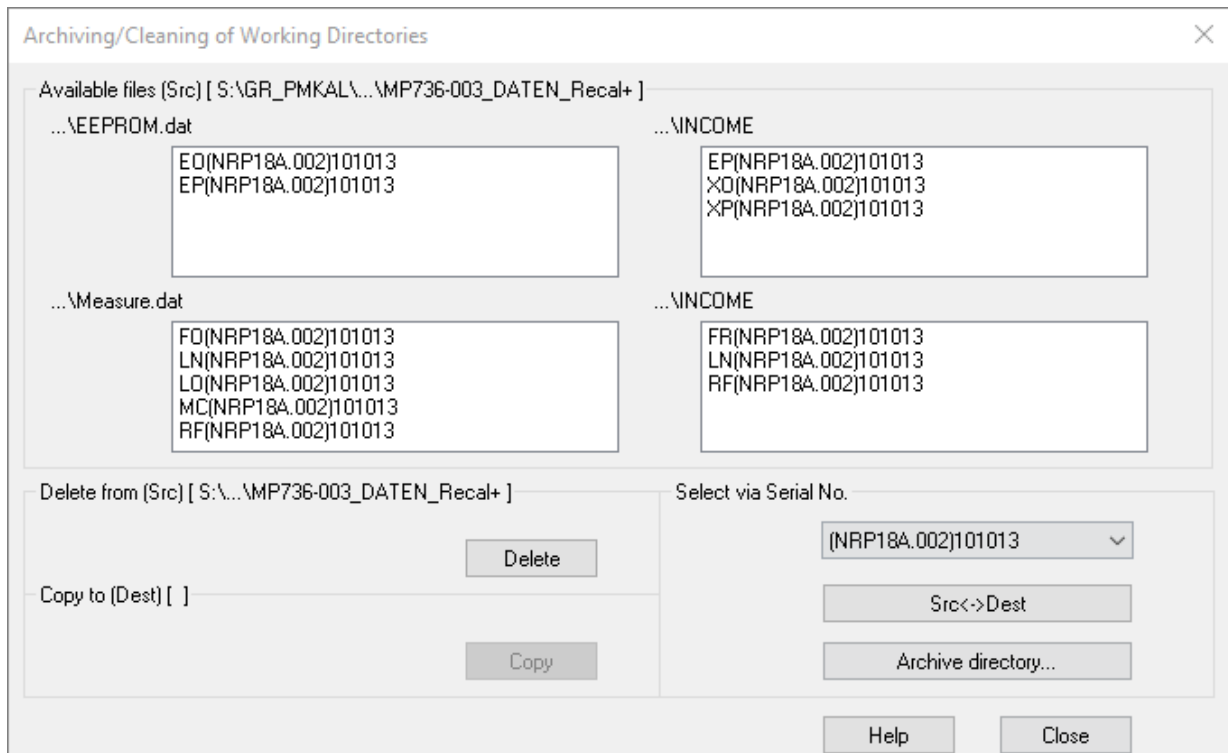 Archiving/Cleaning of Working Directories
Available files (Src) [ S:\GR_PMKAL\...\MP736-003_DATEN_Recal+ ]
...\EEPROM.dat
EO(NRP18A.002)101013
EP(NRP18A.002)101013
...\INCOME
EP(NRP18A.002)101013
XO(NRP18A.002)101013
XP(NRP18A.002)101013
...\Measure.dat
FO(NRP18A.002)101013
LN(NRP18A.002)101013
LO(NRP18A.002)101013
MC(NRP18A.002)101013
RF(NRP18A.002)101013
...\INCOME
FR(NRP18A.002)101013
LN(NRP18A.002)101013
RF(NRP18A.002)101013
Delete from (Src) [ S:\...\MP736-003_DATEN_Recal+ ]
Delete
Copy to (Dest) [ ]
Copy
Select via Serial No.
(NRP18A.002)101013
Src<->Dest
Archive directory...
Help
Close